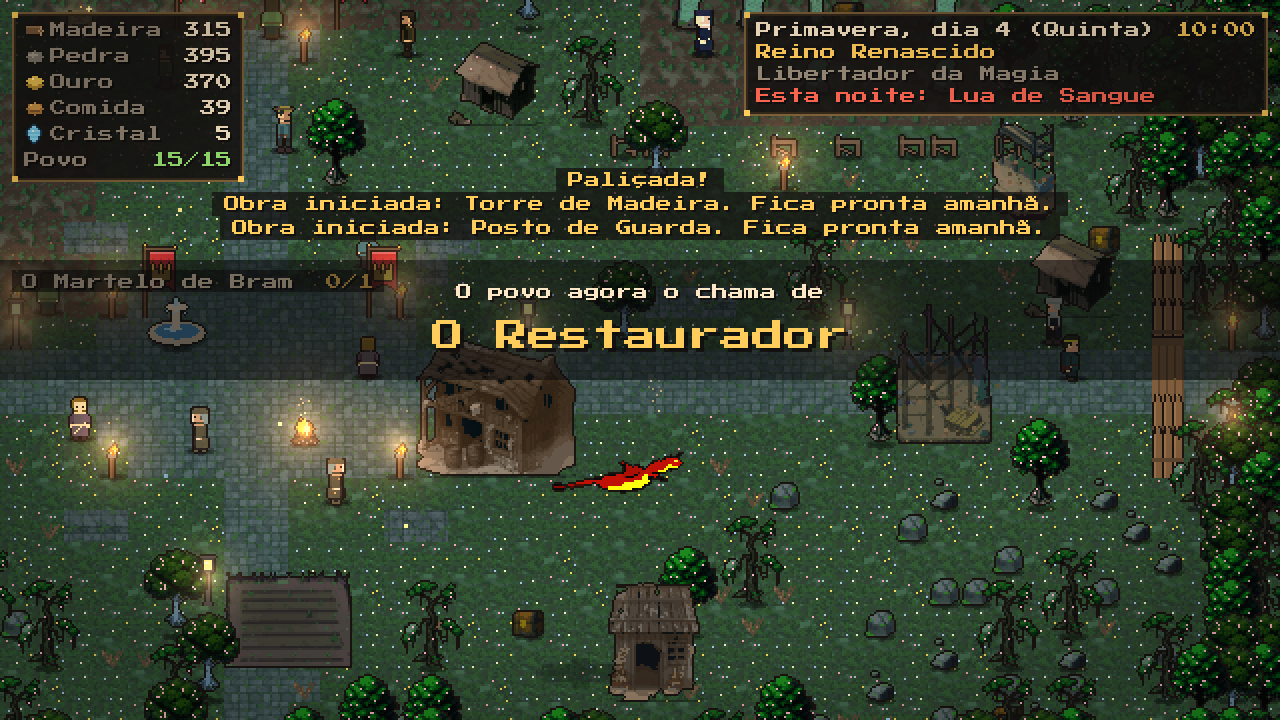 Madeira 315
Pedra 395
Ouro 370
Comida 39
Cristal 5
Povo 15/15
Primavera, dia 4 (Quinta) 10:00
Reino Renascido
Libertador da Magia
Esta noite: Lua de Sangue
Paliçada!
Obra iniciada: Torre de Madeira. Fica pronta amanhã.
Obra iniciada: Posto de Guarda. Fica pronta amanhã.
O Martelo de Bram 0/1
O povo agora o chama de
O Restaurador